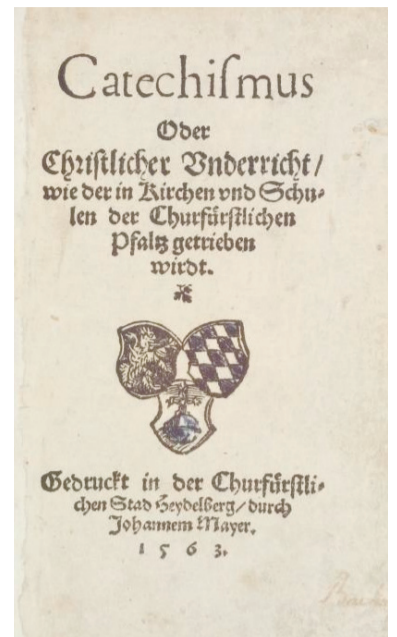 Catechiſmus
Oder
Chriſtlicher Vnderricht/
wie der in Kirchen vnd Schu⸗
len der Churfürſtlichen
Pfaltz getrieben
wirdt.
Gedruckt in der Churfürſtli⸗
chen Stad Heydelberg/ durch
Johannem Mayer.
1 5 6 3.